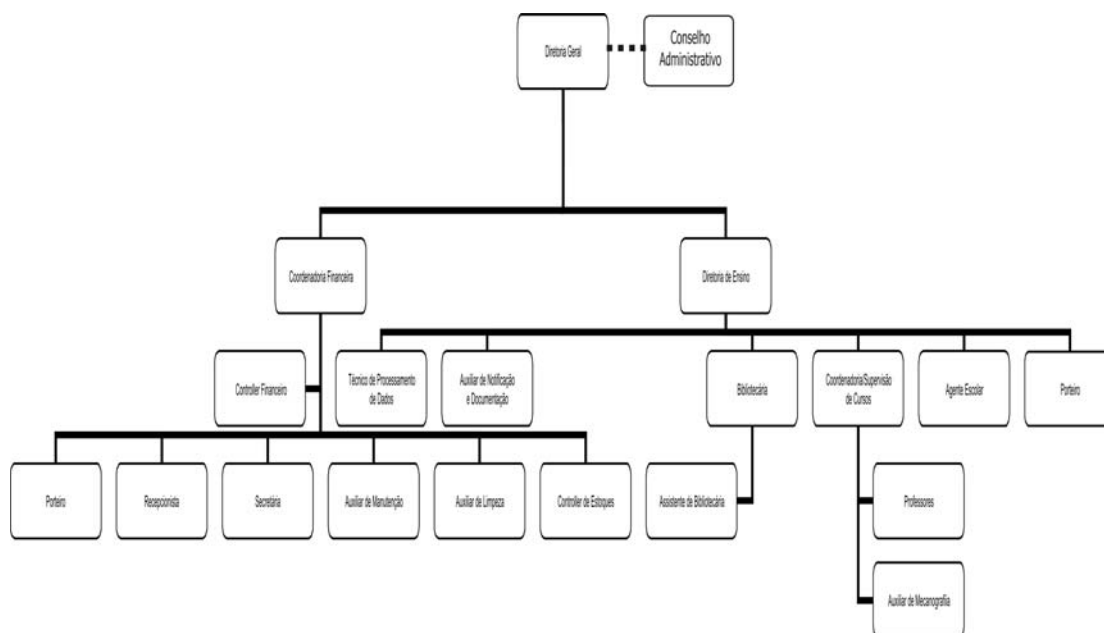 Diretoria Geral
Conselho
Administrativo
Coordenadoria Financeira
Diretoria de Ensino
Controller Financeiro
Técnico de Processamento
de Dados
Auxiliar de Notificação
e Documentação
Bibliotecária
Coordenadoria/Supervisão
de Cursos
Agente Escolar
Porteiro
Porteiro
Recepcionista
Secretária
Auxiliar de Manutenção
Auxiliar de Limpeza
Controller de Estoques
Assistente de Bibliotecária
Professores
Auxiliar de Mecanografiia